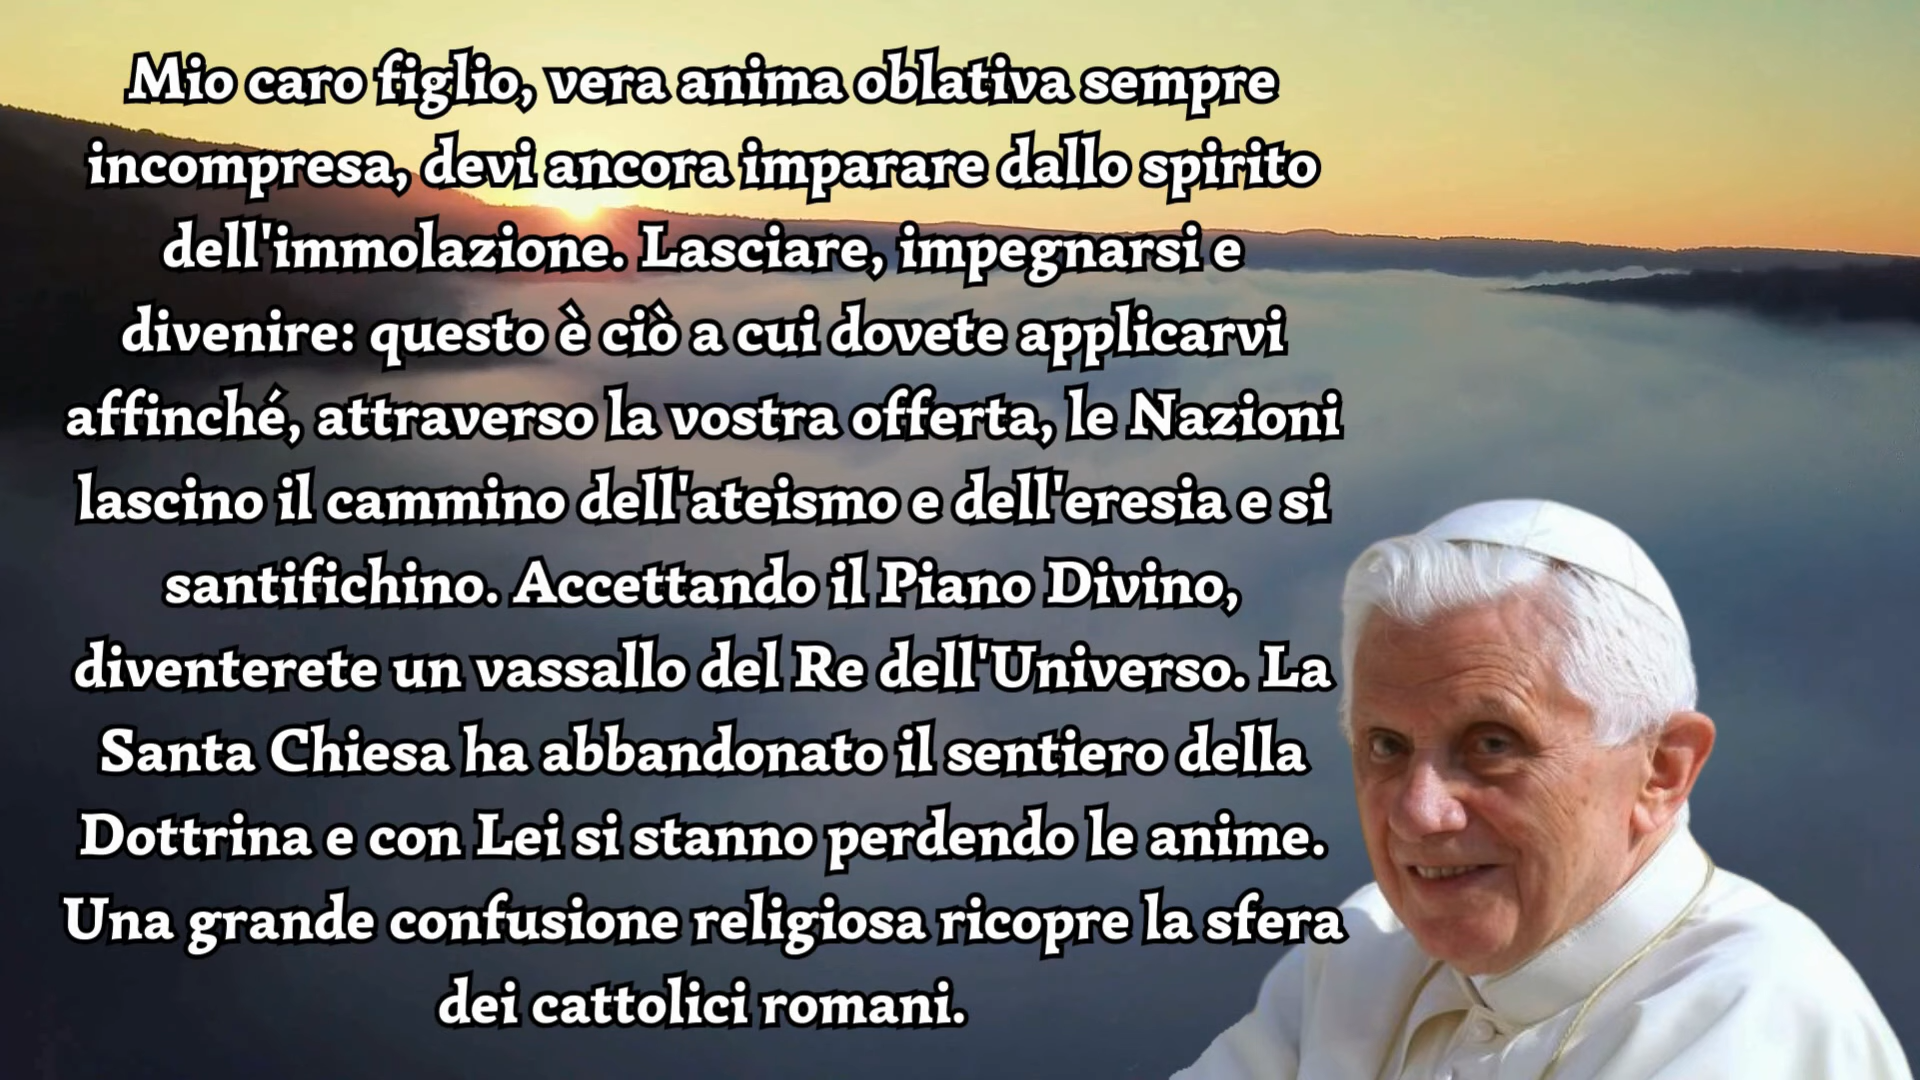 Mio caro figlio, vera anima oblativa sempre
incompresa, devi ancora imparare dallo spirito
dell'immolazione. Lasciare, impegnarsi e
divenire: questo è ciò a cui dovete applicarvi
affinché, attraverso la vostra offerta, le Nazioni
lascino il cammino dell'ateismo e dell'eresia e si
santifichino. Accettando il Piano Divino,
diventerete un vassallo del Re dell'Universo. La
Santa Chiesa ha abbandonato il sentiero della
Dottrina e con Lei si stanno perdendo le anime.
Una grande confusione religiosa ricopre la sfera
dei cattolici romani.